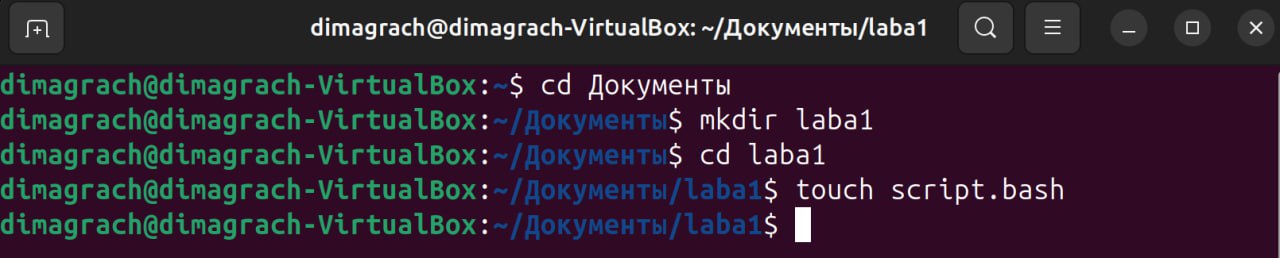 dimagrach@dimagrach-VirtualBox: ~/Документы/laba1
dimagrach@dimagrach-VirtualBox:~$ cd Документы
dimagrach@dimagrach-VirtualBox:~/Документы$ mkdir laba1
dimagrach@dimagrach-VirtualBox:~/Документы$ cd laba1
dimagrach@dimagrach-VirtualBox:~/Документы/laba1$ touch script.bash
dimagrach@dimagrach-VirtualBox:~/Документы/laba1$